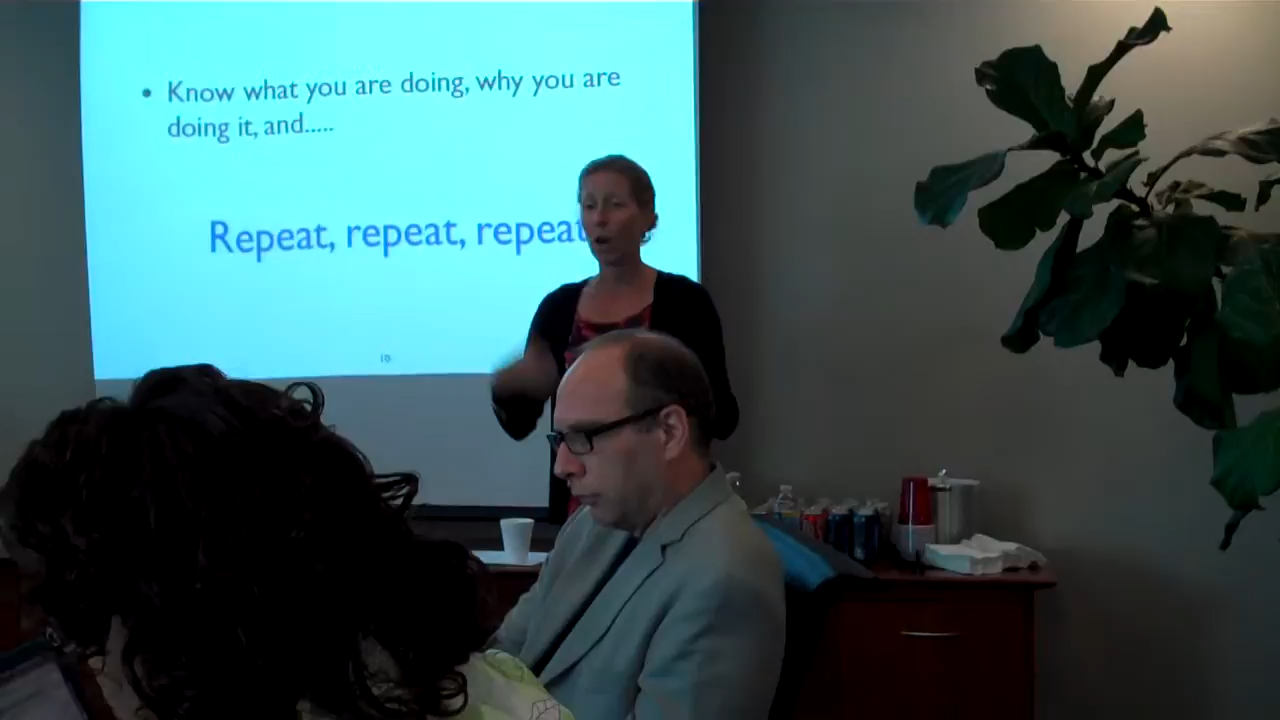 • Know what you are doing, why you are
doing it, and.....
Repeat, repeat, repeat
10